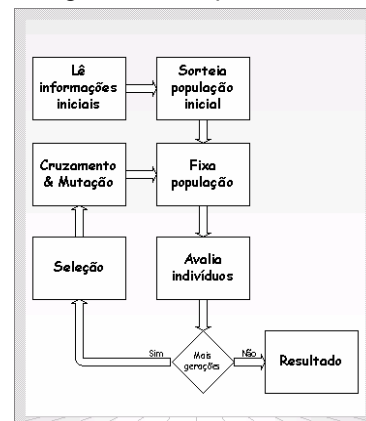 Lê
informações
iniciais
Sorteia
população
inicial
Cruzamento
& Mutação
Fixa
população
Seleção
Avalia
indivíduos
Sim
Mais
gerações
Não
Resultado